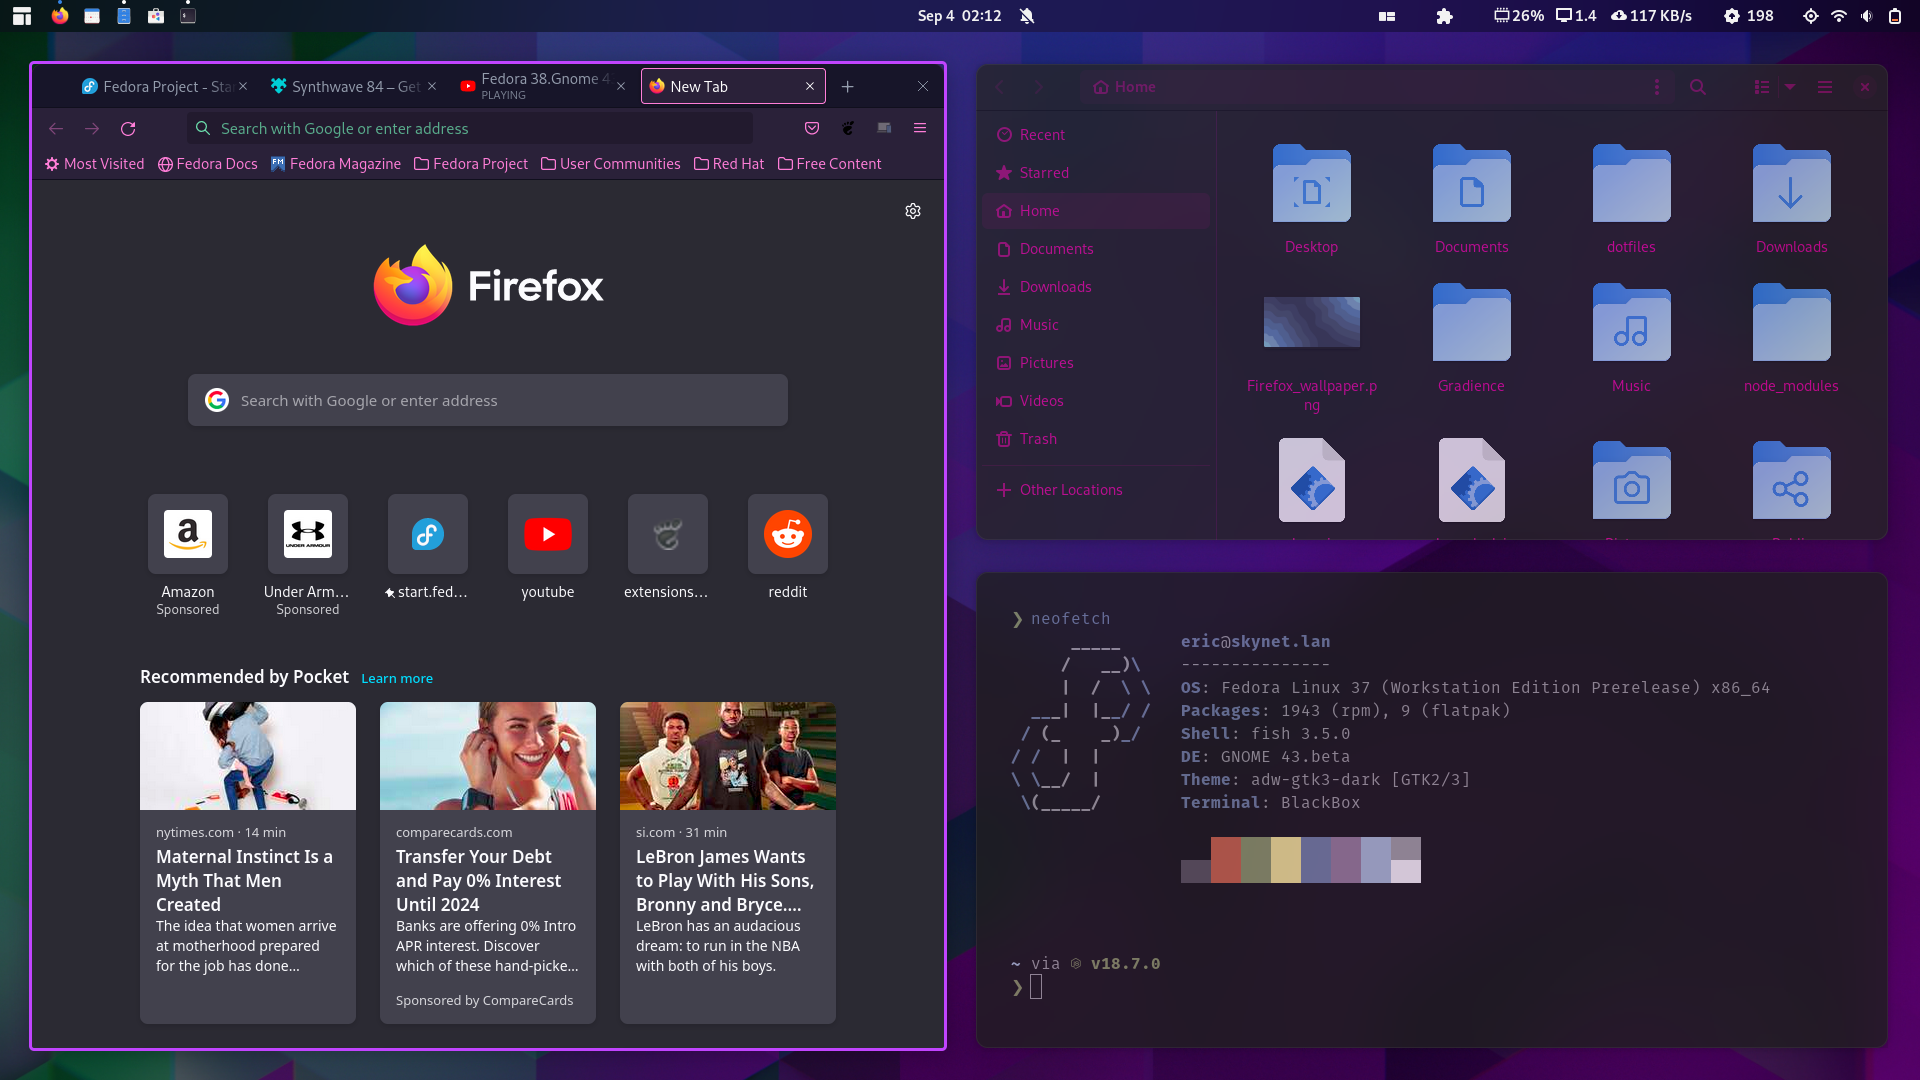 Sep 4 02:12
26% 1.4 117 KB/s 198
Fedora Project - Sta
Synthwave 84 – Get
Fedora 38.Gnome 4
PLAYING
New Tab
Search with Google or enter address
Most Visited Fedora Docs Fedora Magazine Fedora Project User Communities Red Hat Free Content
Firefox
Search with Google or enter address
Amazon
Sponsored
Under Arm...
Sponsored
start.fed...
youtube
extensions...
reddit
Recommended by Pocket Learn more
nytimes.com · 14 min
Maternal Instinct Is a
Myth That Men
Created
The idea that women arrive
at motherhood prepared
for the job has done...
comparecards.com
Transfer Your Debt
and Pay 0% Interest
Until 2024
Banks are offering 0% Intro
APR interest. Discover
which of these hand-picke...
Sponsored by CompareCards
si.com · 31 min
LeBron James Wants
to Play With His Sons,
Bronny and Bryce....
LeBron has an audacious
dream: to run in the NBA
with both of his boys.
Home
Recent
Starred
Home
Documents
Downloads
Music
Pictures
Videos
Trash
Other Locations
Desktop
Documents
dotfiles
Downloads
Firefox_wallpaper.p
ng
Gradience
Music
node_modules
❯ neofetch
eric@skynet.lan
---------------
OS: Fedora Linux 37 (Workstation Edition Prerelease) x86_64
Packages: 1943 (rpm), 9 (flatpak)
Shell: fish 3.5.0
DE: GNOME 43.beta
Theme: adw-gtk3-dark [GTK2/3]
Terminal: BlackBox
~ via v18.7.0
❯